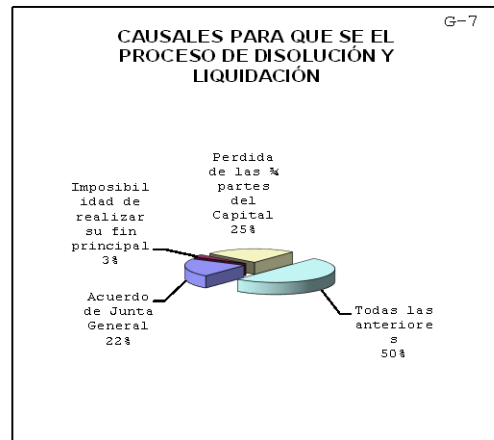 G-7
CAUSALES PARA QUE SE EL
PROCESO DE DISOLUCIÓN Y
LIQUIDACIÓN
Perdida
de las ¾
partes
del
Capital
25%
Imposibil
idad de
realizar
su fin
principal
3%
Acuerdo
de Junta
General
22%
Todas las
anteriore
s
50%